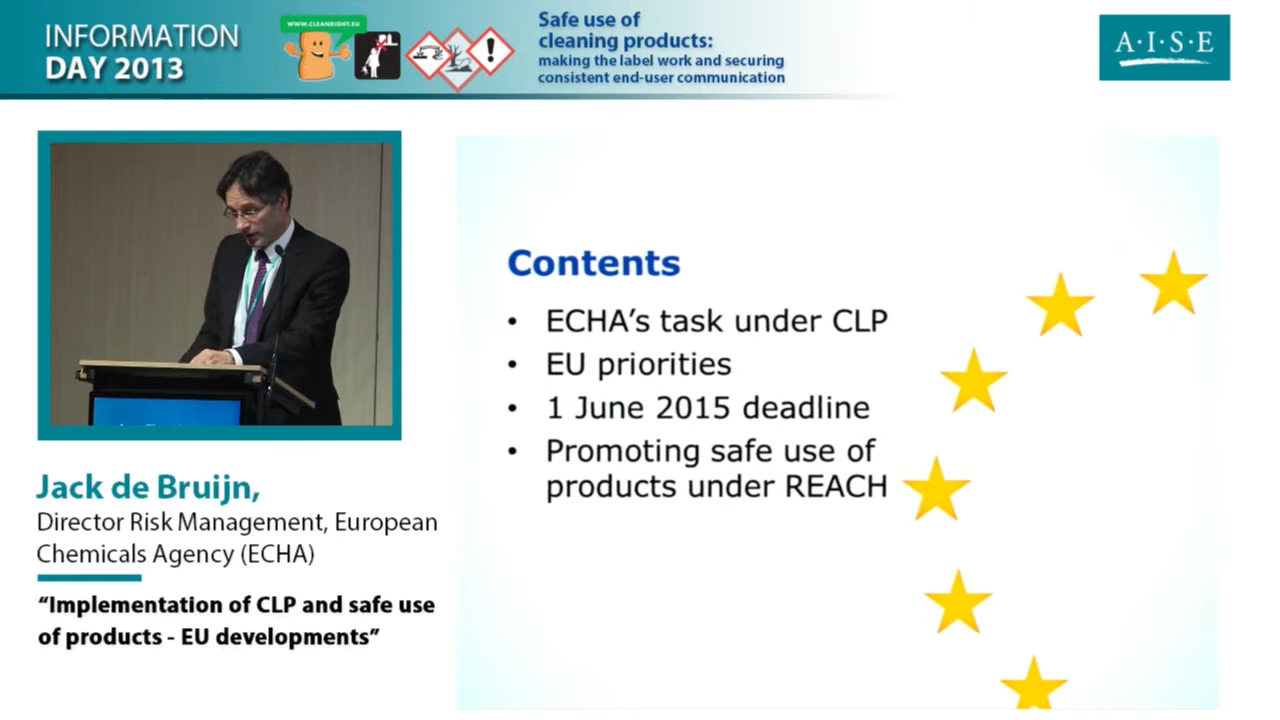 INFORMATION
DAY 2013
WWW.CLEANRIGHT.EU
Safe use of
cleaning products:
making the label work and securing
consistent end-user communication
A·I·S·E
Contents
• ECHA’s task under CLP
• EU priorities
• 1 June 2015 deadline
• Promoting safe use of
products under REACH
Jack de Bruijn,
Director Risk Management, European
Chemicals Agency (ECHA)
“Implementation of CLP and safe use
of products - EU developments”